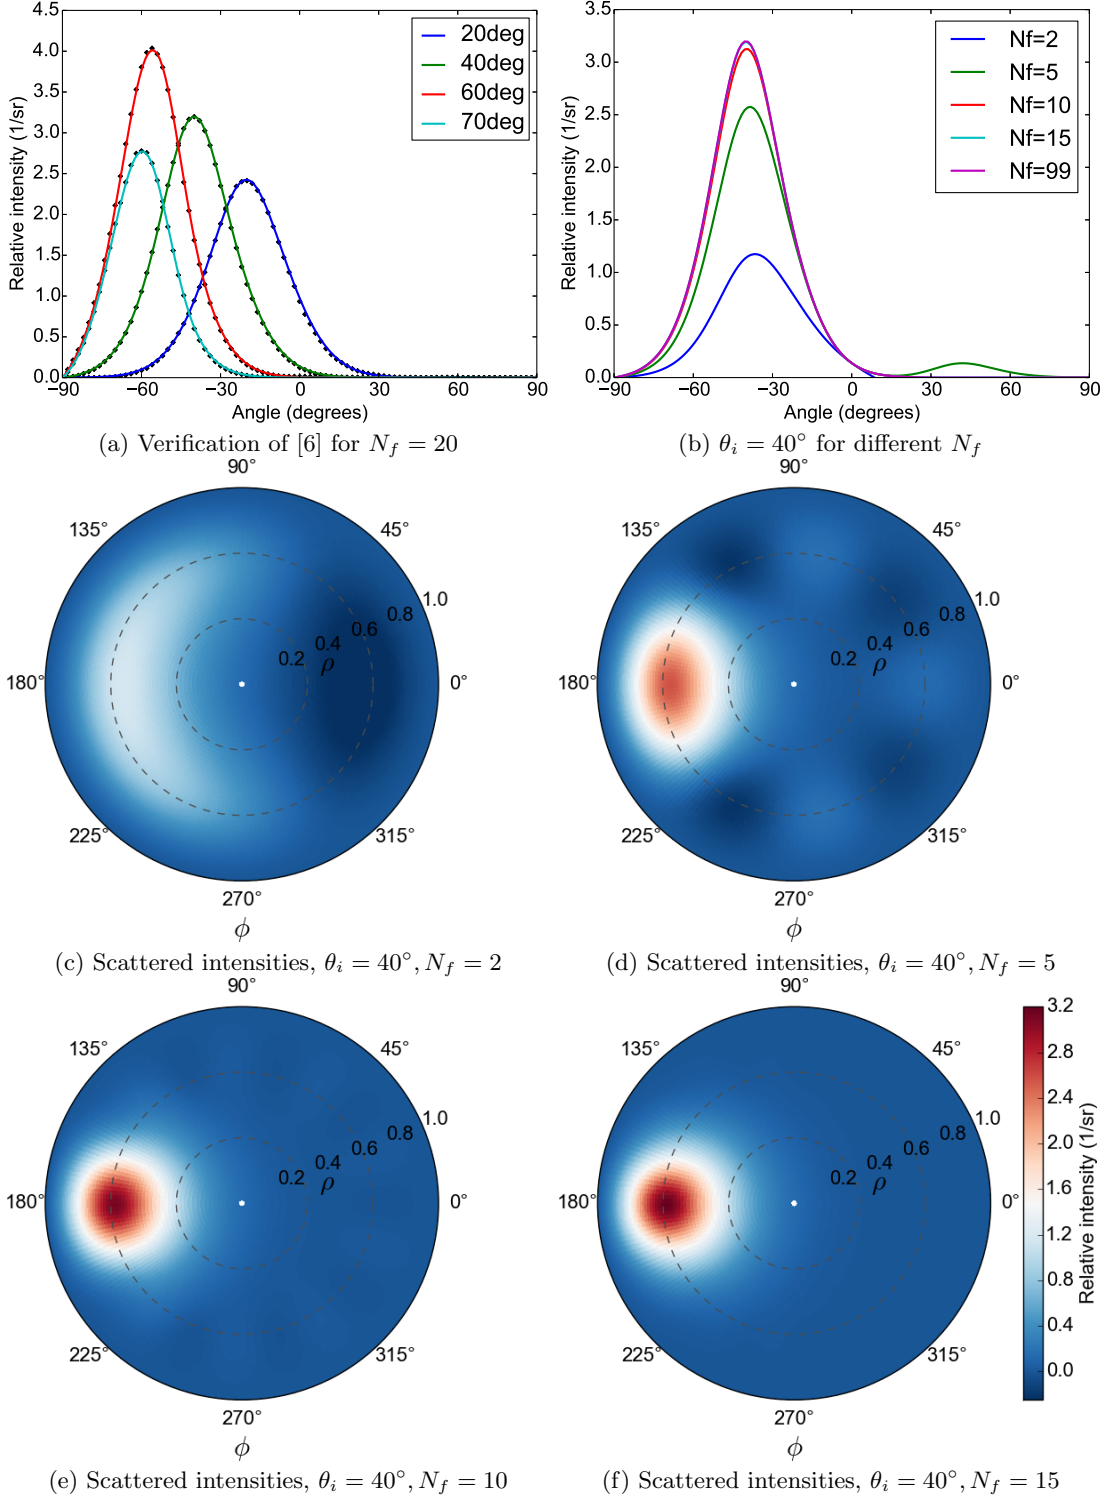 4.5
4.0
3.5
3.0
2.5
2.0
1.5
1.0
0.5
0.0
Relative intensity (1/sr)
20deg
40deg
60deg
70deg
−90 −60 −30 0 30 60 90
Angle (degrees)
(a) Verification of [6] for N_f = 20
3.5
3.0
2.5
2.0
1.5
1.0
0.5
0.0
Relative intensity (1/sr)
Nf=2
Nf=5
Nf=10
Nf=15
Nf=99
−90 −60 −30 0 30 60 90
Angle (degrees)
(b) θ_i = 40° for different N_f
90°
135° 45°
1.0
0.8
0.6
0.4
0.2 ρ
180° 0°
225° 315°
270°
ϕ
(c) Scattered intensities, θ_i = 40°, N_f = 2
90°
135° 45°
1.0
0.8
0.6
0.4
0.2 ρ
180° 0°
225° 315°
270°
ϕ
(d) Scattered intensities, θ_i = 40°, N_f = 5
90°
135° 45°
1.0
0.8
0.6
0.4
0.2 ρ
180° 0°
225° 315°
270°
ϕ
(e) Scattered intensities, θ_i = 40°, N_f = 10
90°
135° 45°
1.0
0.8
0.6
0.4
0.2 ρ
180° 0°
225° 315°
270°
ϕ
3.2
2.8
2.4
2.0
1.6
1.2
0.8
0.4
0.0
Relative intensity (1/sr)
(f) Scattered intensities, θ_i = 40°, N_f = 15